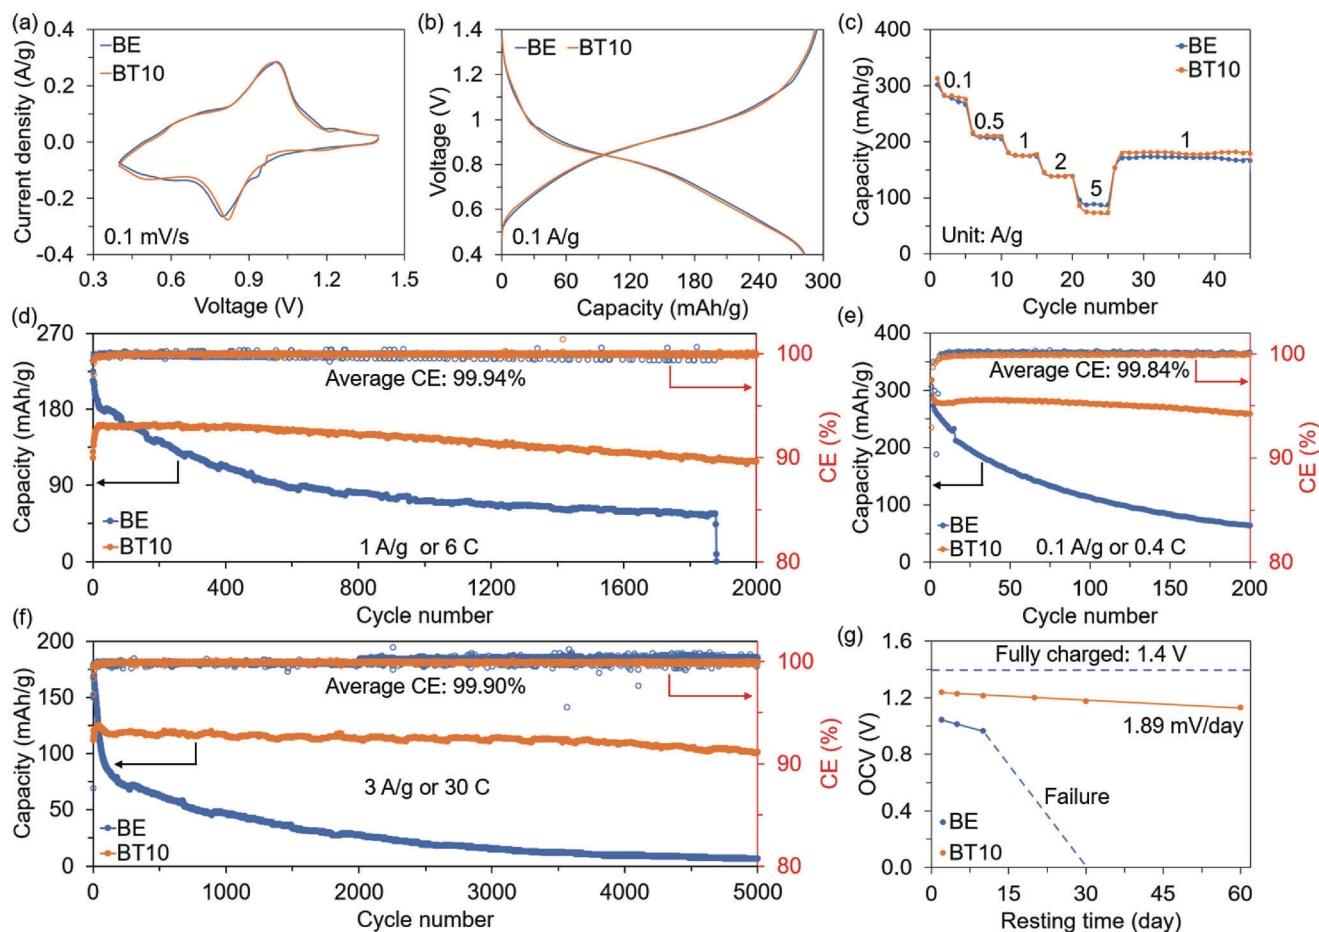 (a)
0.4
0.2
0.0
-0.2
-0.4
Current density (A/g)
BE
BT10
0.1 mV/s
0.3
0.6
0.9
1.2
1.5
Voltage (V)
(b)
1.4
1.2
1.0
0.8
0.6
0.4
Voltage (V)
BE
BT10
0.1 A/g
0
60
120
180
240
300
Capacity (mAh/g)
(c)
400
300
200
100
0
Capacity (mAh/g)
BE
BT10
0.1
0.5
1
2
5
1
Unit: A/g
0
10
20
30
40
Cycle number
(d)
270
180
90
0
Capacity (mAh/g)
Average CE: 99.94%
BE
BT10
1 A/g or 6 C
100
90
80
CE (%)
0
400
800
1200
1600
2000
Cycle number
(e)
400
300
200
100
0
Capacity (mAh/g)
Average CE: 99.84%
BE
BT10
0.1 A/g or 0.4 C
100
90
80
CE (%)
0
50
100
150
200
Cycle number
(f)
200
150
100
50
0
Capacity (mAh/g)
Average CE: 99.90%
3 A/g or 30 C
BE
BT10
100
90
80
CE (%)
0
1000
2000
3000
4000
5000
Cycle number
(g)
1.6
1.2
0.8
0.4
0.0
OCV (V)
Fully charged: 1.4 V
1.89 mV/day
Failure
BE
BT10
0
15
30
45
60
Resting time (day)